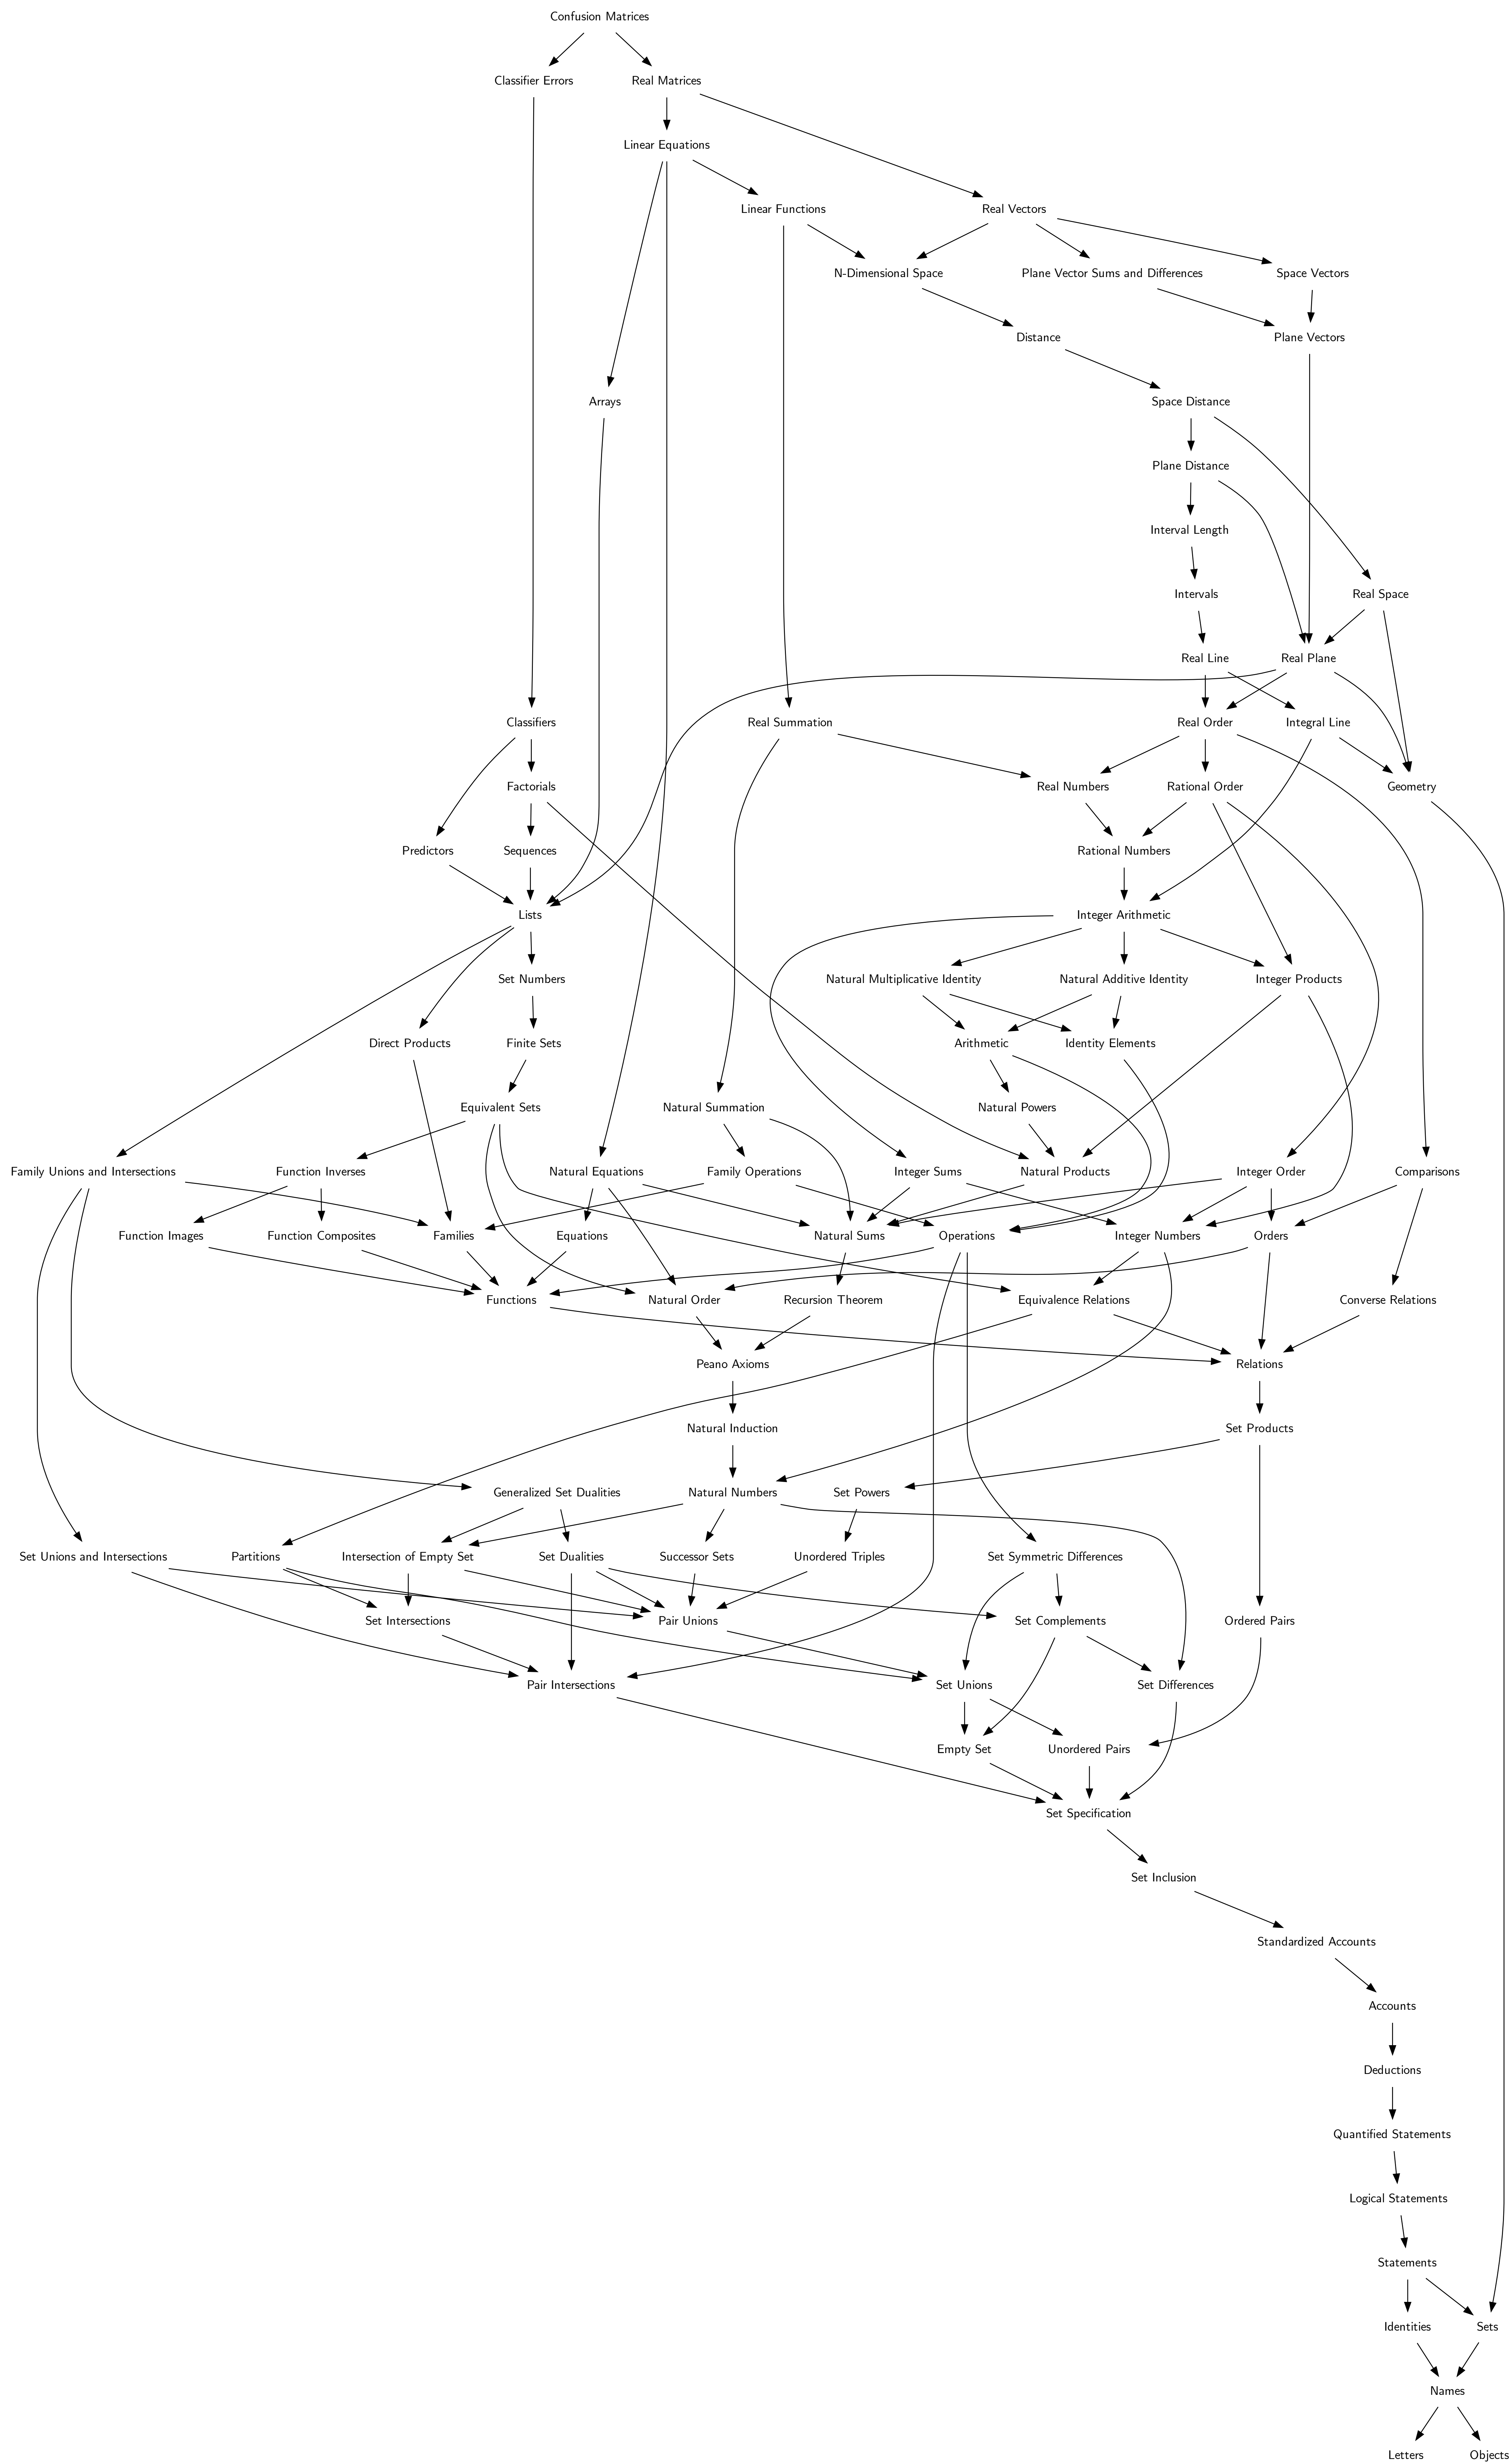 Confusion Matrices
Classifier Errors
Real Matrices
Linear Equations
Linear Functions
Real Vectors
N-Dimensional Space
Plane Vector Sums and Differences
Space Vectors
Distance
Plane Vectors
Arrays
Space Distance
Plane Distance
Interval Length
Intervals
Real Space
Real Line
Real Plane
Classifiers
Real Summation
Real Order
Integral Line
Factorials
Real Numbers
Rational Order
Geometry
Predictors
Sequences
Rational Numbers
Lists
Integer Arithmetic
Set Numbers
Natural Multiplicative Identity
Natural Additive Identity
Integer Products
Direct Products
Finite Sets
Arithmetic
Identity Elements
Equivalent Sets
Natural Summation
Natural Powers
Family Unions and Intersections
Function Inverses
Natural Equations
Family Operations
Integer Sums
Natural Products
Integer Order
Comparisons
Function Images
Function Composites
Families
Equations
Natural Sums
Operations
Integer Numbers
Orders
Functions
Natural Order
Recursion Theorem
Equivalence Relations
Converse Relations
Peano Axioms
Relations
Natural Induction
Set Products
Generalized Set Dualities
Natural Numbers
Set Powers
Set Unions and Intersections
Partitions
Intersection of Empty Set
Set Dualities
Successor Sets
Unordered Triples
Set Symmetric Differences
Set Intersections
Pair Unions
Set Complements
Ordered Pairs
Pair Intersections
Set Unions
Set Differences
Empty Set
Unordered Pairs
Set Specification
Set Inclusion
Standardized Accounts
Accounts
Deductions
Quantified Statements
Logical Statements
Statements
Identities
Sets
Names
Letters
Objects